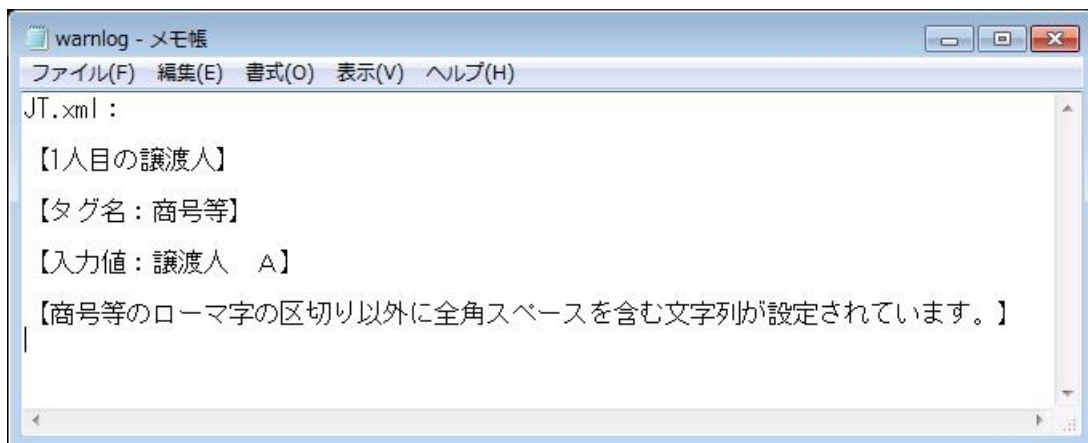 warnlog - メモ帳
ファイル(F) 編集(E) 書式(O) 表示(V) ヘルプ(H)
JT.xml：
【1人目の譲渡人】
【タグ名：商号等】
【入力値：譲渡人　Ａ】
【商号等のローマ字の区切り以外に全角スペースを含む文字列が設定されています。】